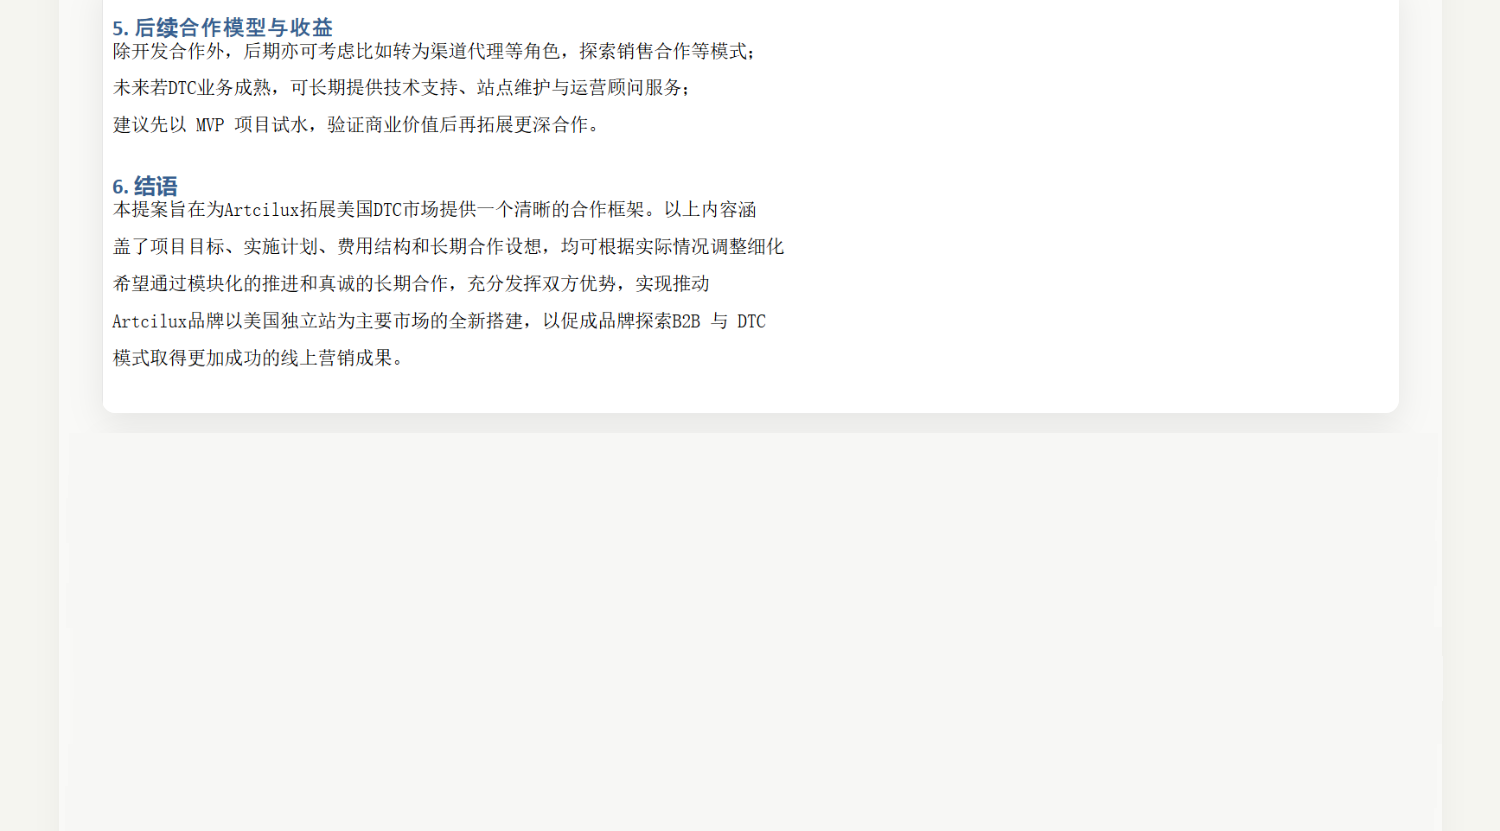 5. 后续合作模型与收益
除开发合作外，后期亦可考虑比如转为渠道代理等角色，探索销售合作等模式；
未来若DTC业务成熟，可长期提供技术支持、站点维护与运营顾问服务；
建议先以 MVP 项目试水，验证商业价值后再拓展更深合作。
6. 结语
本提案旨在为Artcilux拓展美国DTC市场提供一个清晰的合作框架。以上内容涵
盖了项目目标、实施计划、费用结构和长期合作设想，均可根据实际情况调整细化
希望通过模块化的推进和真诚的长期合作，充分发挥双方优势，实现推动
Artcilux品牌以美国独立站为主要市场的全新搭建，以促成品牌探索B2B 与 DTC
模式取得更加成功的线上营销成果。